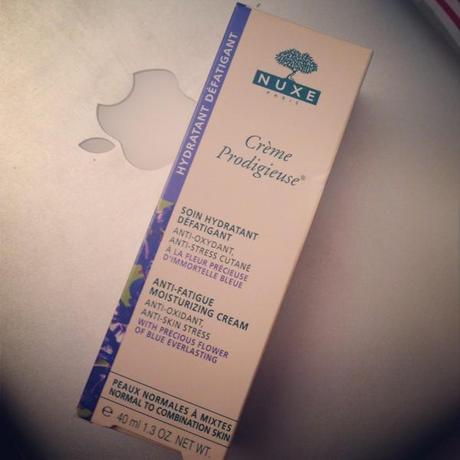 HYDRATANT DÉFATIGANT
NUXE
PARIS
Crème
Prodigieuse®
SOIN HYDRATANT
DÉFATIGANT
ANTI-OXYDANT,
ANTI-STRESS CUTANÉ
À LA FLEUR PRÉCIEUSE
D'IMMORTELLE BLEUE
ANTI-FATIGUE
MOISTURIZING CREAM
ANTI-OXIDANT,
ANTI-SKIN STRESS
WITH PRECIOUS FLOWER
OF BLUE EVERLASTING
PEAUX NORMALES À MIXTES
NORMAL TO COMBINATION SKIN
℮ 40 ml 1.3 OZ. NET WT.